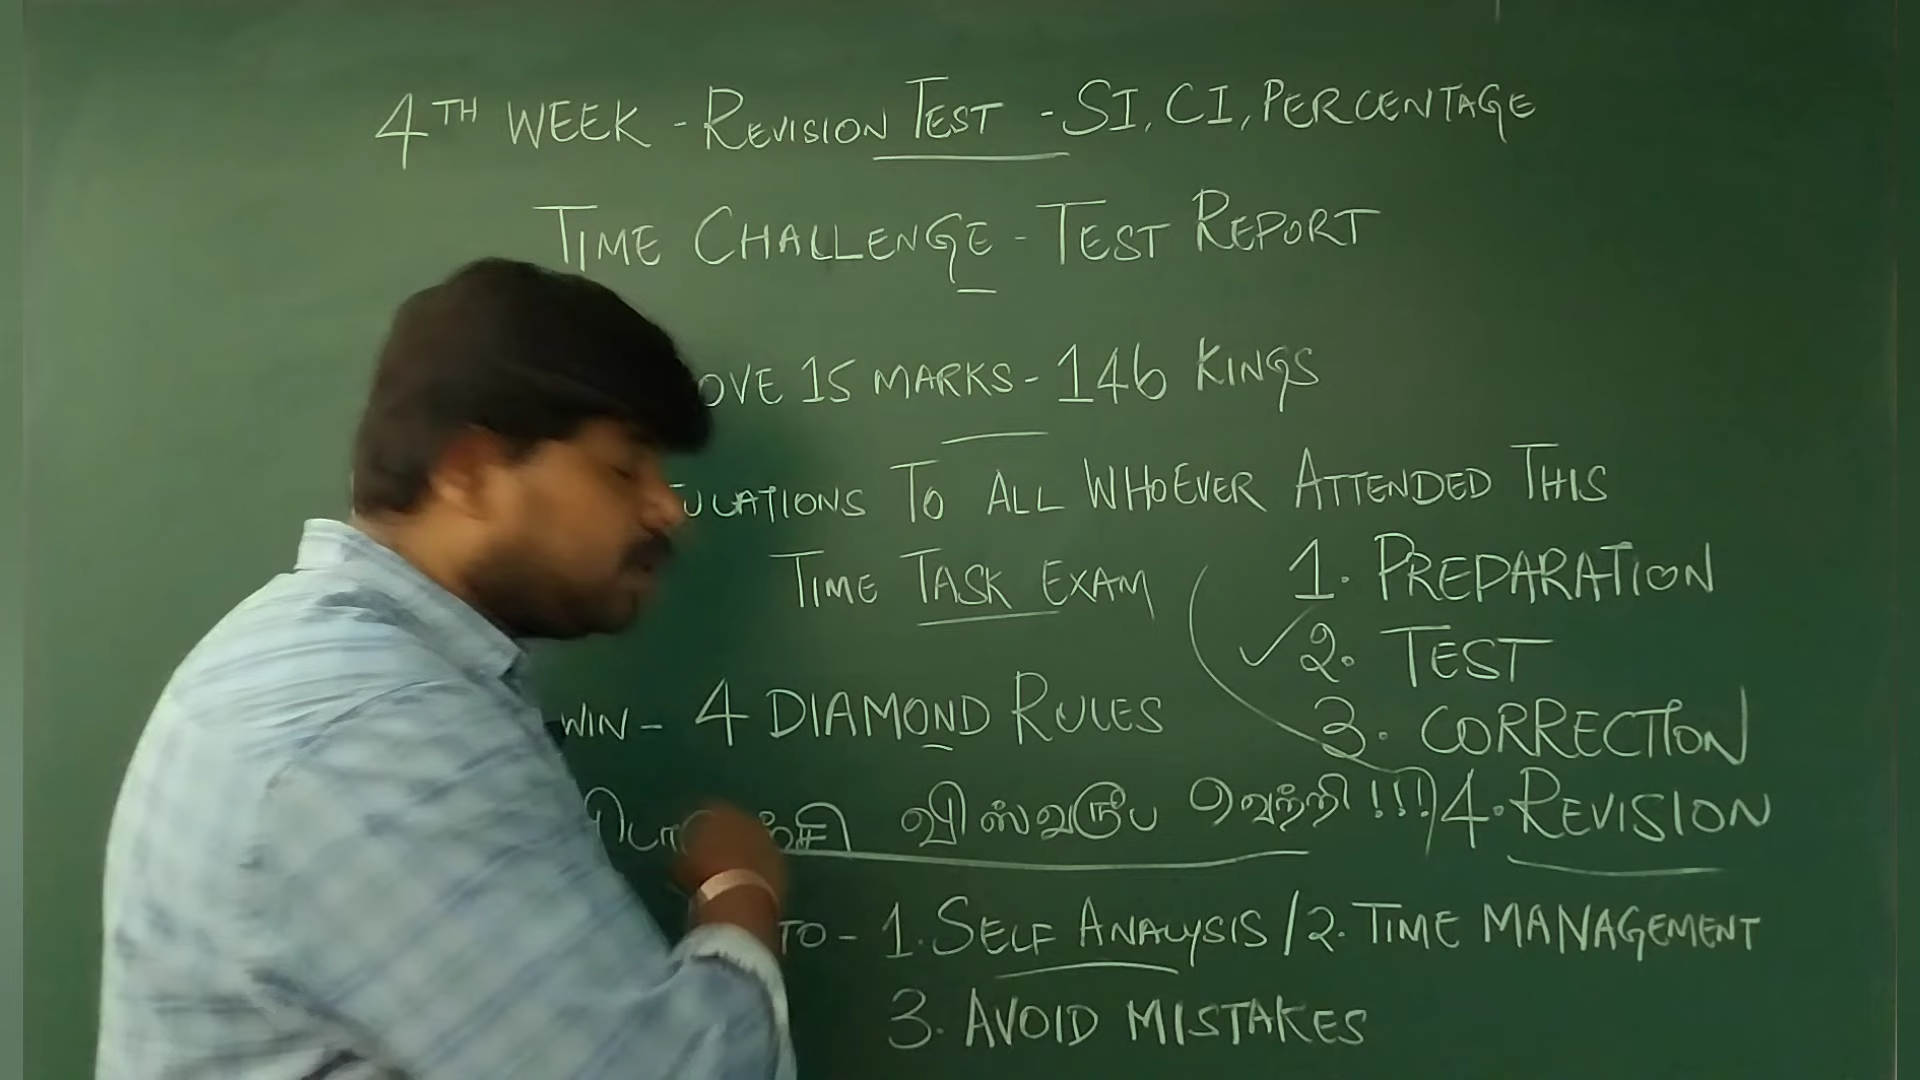 4TH WEEK - REVISION TEST - SI, CI, PERCENTAGE
TIME CHALLENGE - TEST REPORT
15 MARKS - 146 KINGS
TO ALL WHOEVER ATTENDED THIS
TIME TASK EXAM
1. PREPARATION
2. TEST
3. CORRECTION
WIN - 4 DIAMOND RULES
விஸ்வரூப வெற்றி !!! 4. REVISION
TO - 1. SELF ANALYSIS / 2. TIME MANAGEMENT
3. AVOID MISTAKES